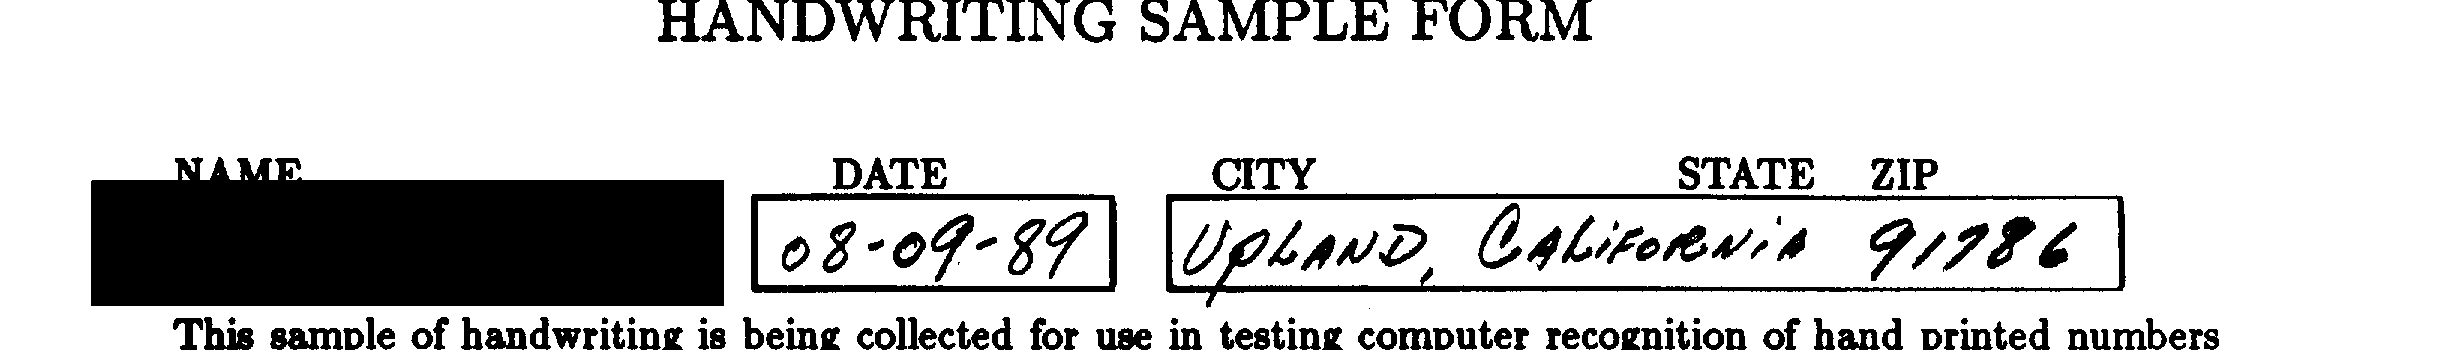 HANDWRITING SAMPLE FORM
NAME DATE CITY STATE ZIP
08-09-89 UPLAND, CALiFORNiA 91786
This sample of handwriting is being collected for use in testing computer recognition of hand printed numbers